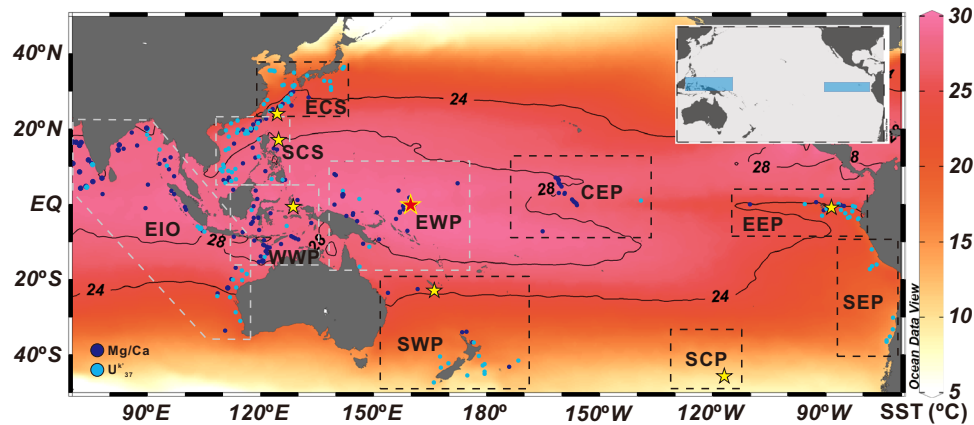 40ºN
20ºN
EQ
20ºS
40ºS
90ºE
120ºE
150ºE
180º
150ºW
120ºW
90ºW
24
28
8
28
28
28
28
24
24
ECS
SCS
EIO
WWP
EWP
CEP
EEP
SEP
SWP
SCP
Mg/Ca
Uᵏ'₃₇
30
25
20
15
10
5
Ocean Data View
SST (ºC)